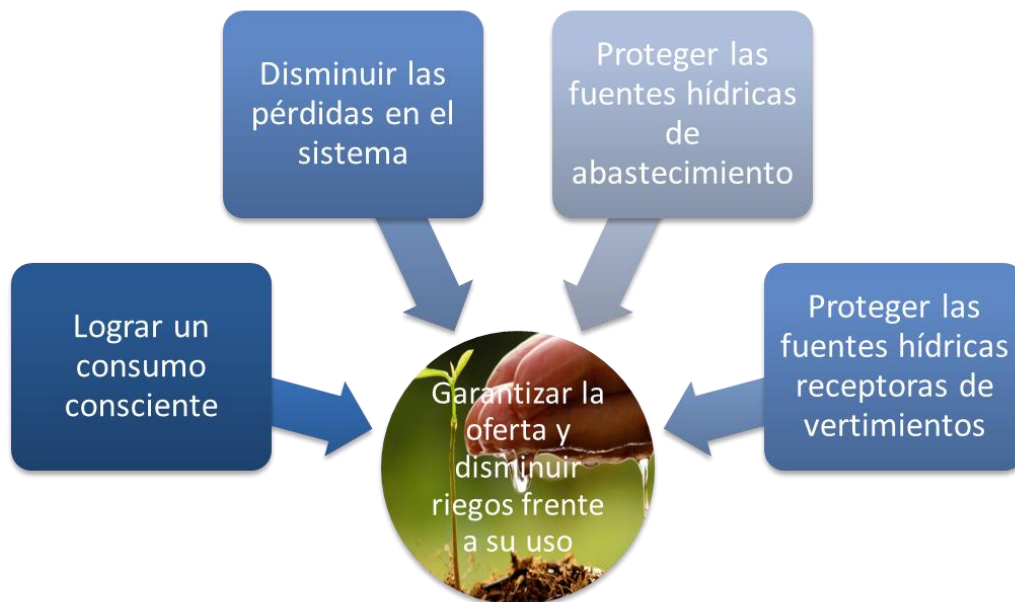 Disminuir las
pérdidas en el
sistema
Proteger las
fuentes hídricas
de
abastecimiento
Lograr un
consumo
consciente
Proteger las
fuentes hídricas
receptoras de
vertimientos
Garantizar la
oferta y
disminuir
riegos frente
a su uso